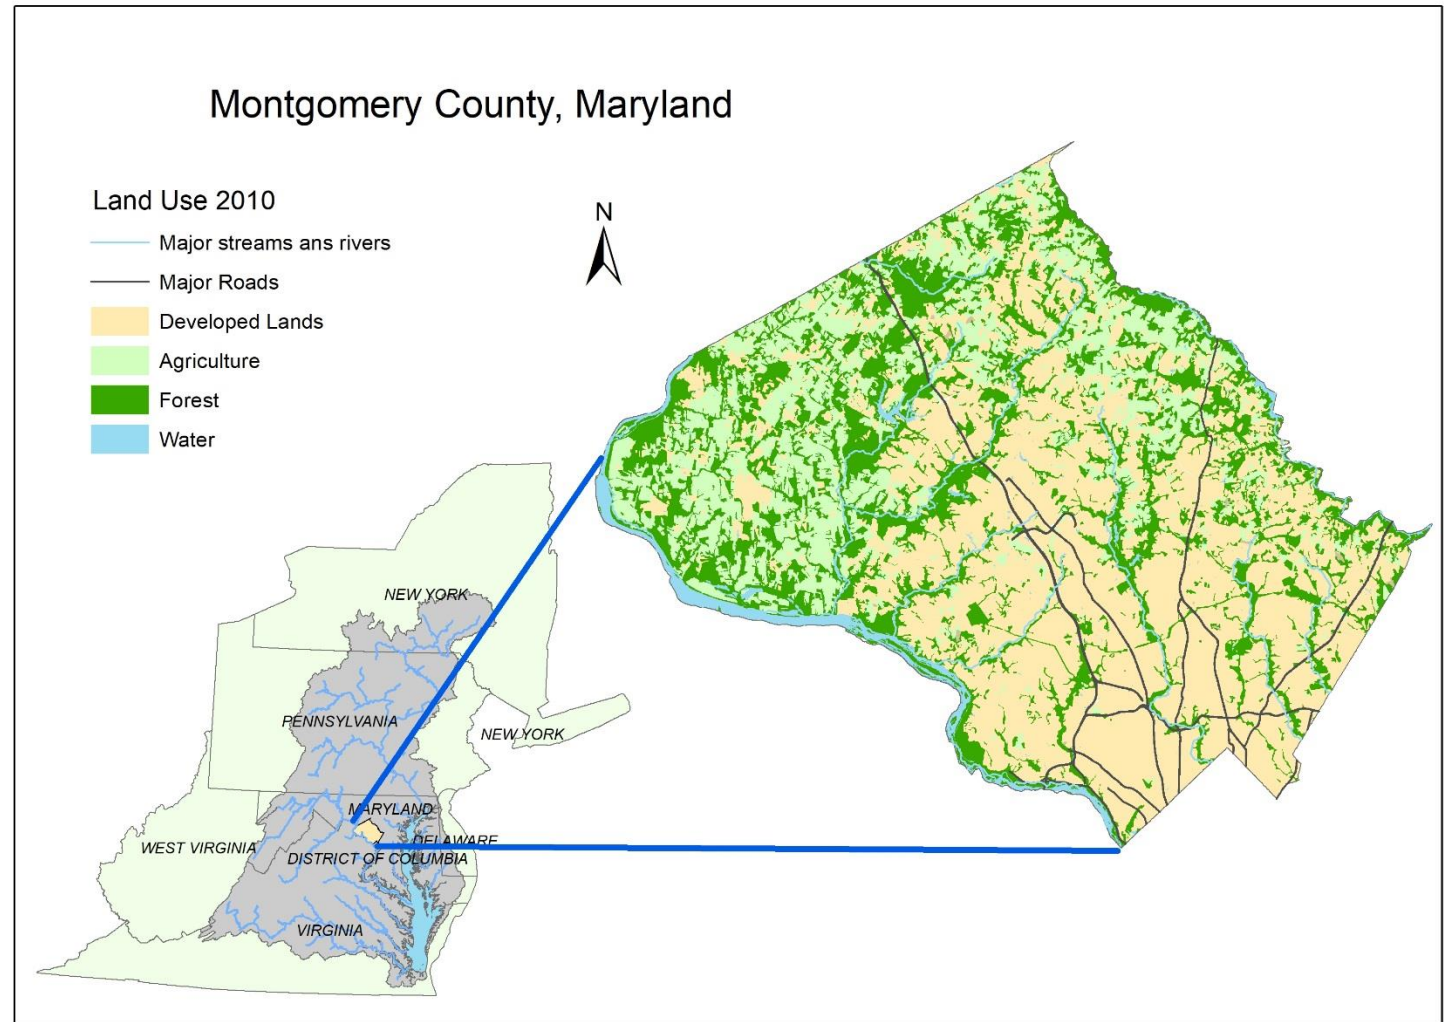 Montgomery County, Maryland
Land Use 2010
Major streams ans rivers
Major Roads
Developed Lands
Agriculture
Forest
Water
N
NEW YORK
PENNSYLVANIA
NEW YORK
MARYLAND
WEST VIRGINIA
DELAWARE
DISTRICT OF COLUMBIA
VIRGINIA